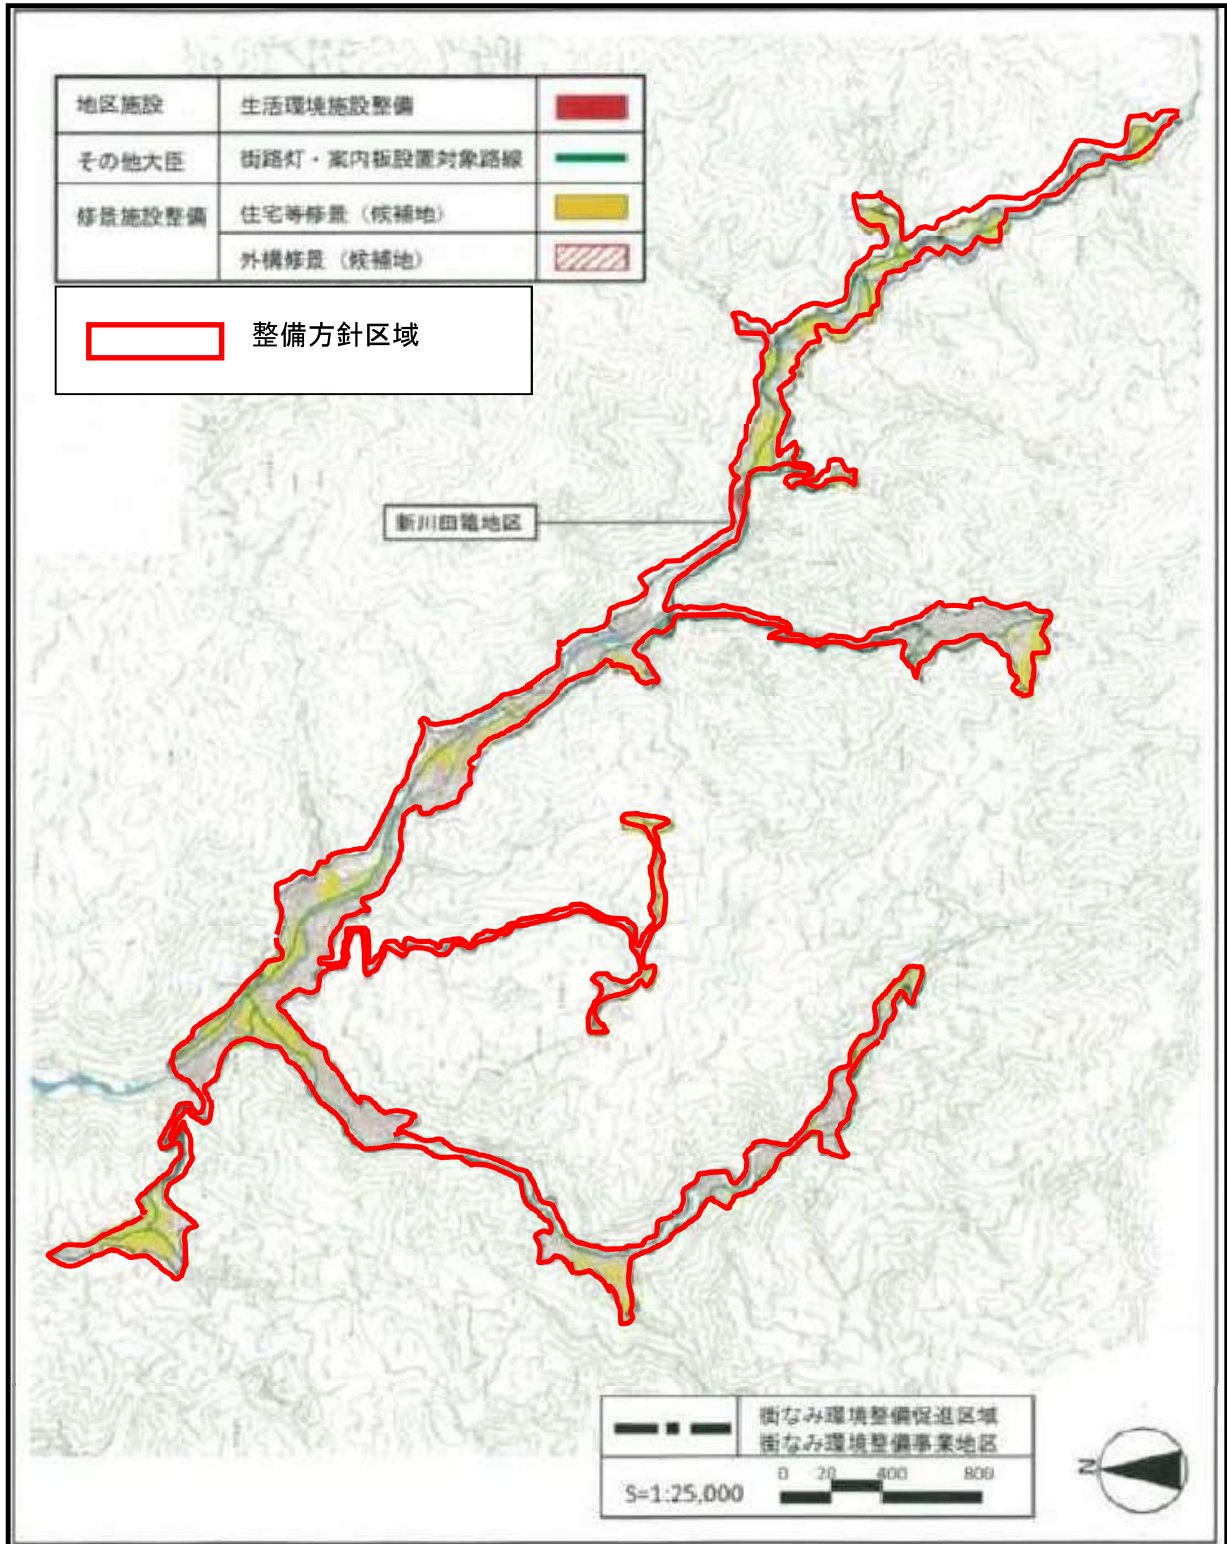 地区施設 生活環境施設整備
その他大臣 街路灯・案内板設置対象路線
修景施設整備 住宅等修景（候補地）
外構修景（候補地）
整備方針区域
新川田篭地区
街なみ環境整備促進区域
街なみ環境整備事業地区
S=1:25,000
0 20 400 800
N